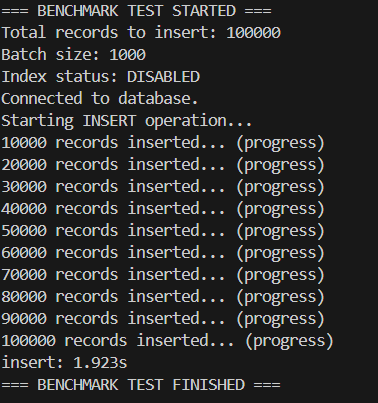 === BENCHMARK TEST STARTED ===
Total records to insert: 100000
Batch size: 1000
Index status: DISABLED
Connected to database.
Starting INSERT operation...
10000 records inserted... (progress)
20000 records inserted... (progress)
30000 records inserted... (progress)
40000 records inserted... (progress)
50000 records inserted... (progress)
60000 records inserted... (progress)
70000 records inserted... (progress)
80000 records inserted... (progress)
90000 records inserted... (progress)
100000 records inserted... (progress)
insert: 1.923s
=== BENCHMARK TEST FINISHED ===